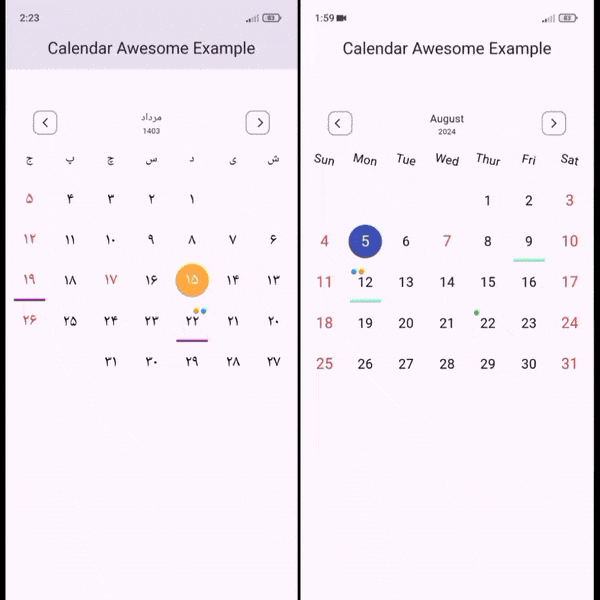 2:23
63
Calendar Awesome Example
مرداد
1403
ش ی د س چ پ ج
۱ ۲ ۳ ۴ ۵
۶ ۷ ۸ ۹ ۱۰ ۱۱ ۱۲
۱۳ ۱۴ ۱۵ ۱۶ ۱۷ ۱۸ ۱۹
۲۰ ۲۱ ۲۲ ۲۳ ۲۴ ۲۵ ۲۶
۲۷ ۲۸ ۲۹ ۳۰ ۳۱
1:59
63
Calendar Awesome Example
August
2024
Sun Mon Tue Wed Thur Fri Sat
1 2 3
4 5 6 7 8 9 10
11 12 13 14 15 16 17
18 19 20 21 22 23 24
25 26 27 28 29 30 31